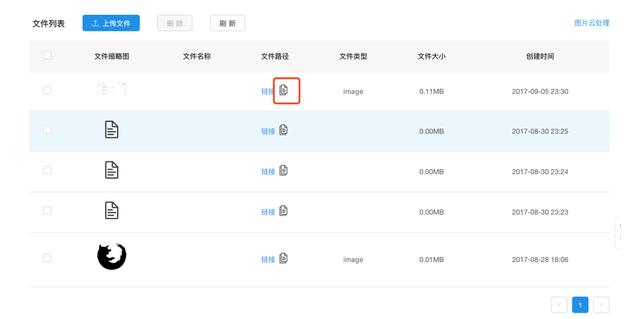 文件列表 上传文件 删 除 刷 新 图片云处理
文件缩略图 文件名称 文件路径 文件类型 文件大小 创建时间
链接 image 0.11MB 2017-09-05 23:30
链接 0.00MB 2017-08-30 23:25
链接 0.00MB 2017-08-30 23:24
链接 0.00MB 2017-08-30 23:23
链接 image 0.01MB 2017-08-28 16:06
1